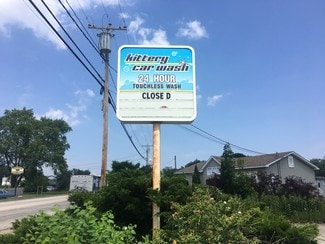 kittery
car wash
24 HOUR
TOUCHLESS WASH
CLOSE D